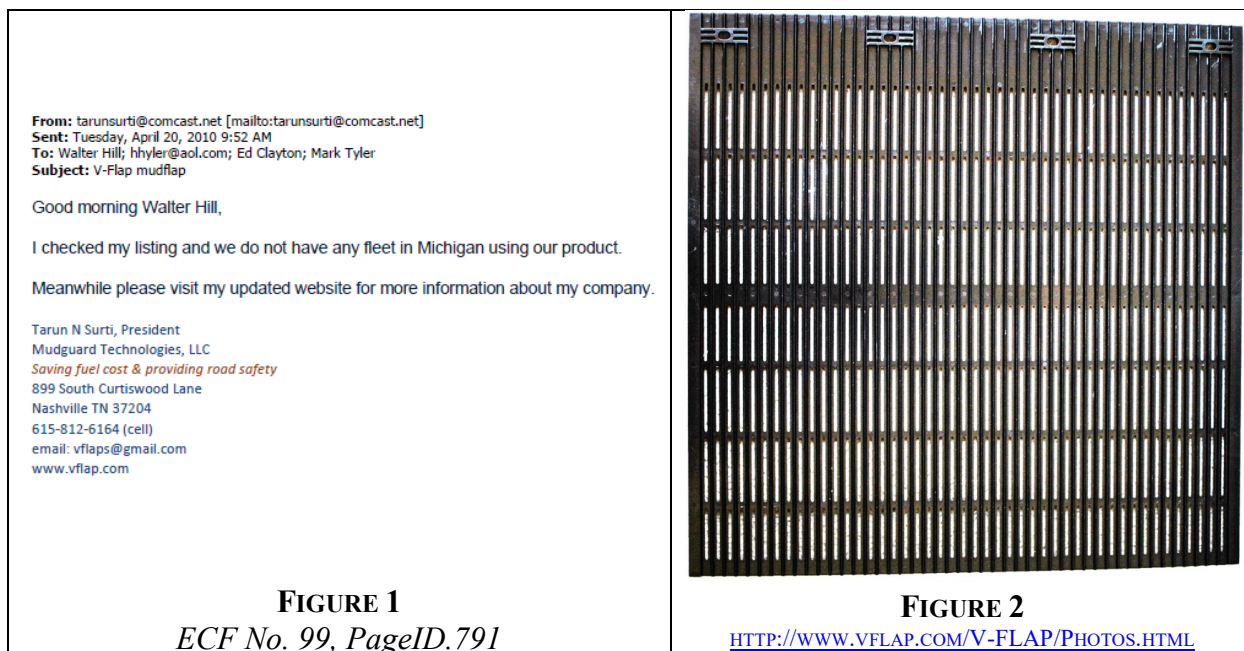 From: tarunsurti@comcast.net [mailto:tarunsurti@comcast.net]
Sent: Tuesday, April 20, 2010 9:52 AM
To: Walter Hill; hhyler@aol.com; Ed Clayton; Mark Tyler
Subject: V-Flap mudflap
Good morning Walter Hill,
I checked my listing and we do not have any fleet in Michigan using our product.
Meanwhile please visit my updated website for more information about my company.
Tarun N Surti, President
Mudguard Technologies, LLC
Saving fuel cost & providing road safety
899 South Curtiswood Lane
Nashville TN 37204
615-812-6164 (cell)
email: vflaps@gmail.com
www.vflap.com
FIGURE 1
ECF No. 99, PageID.791
FIGURE 2
HTTP://WWW.VFLAP.COM/V-FLAP/PHOTOS.HTML